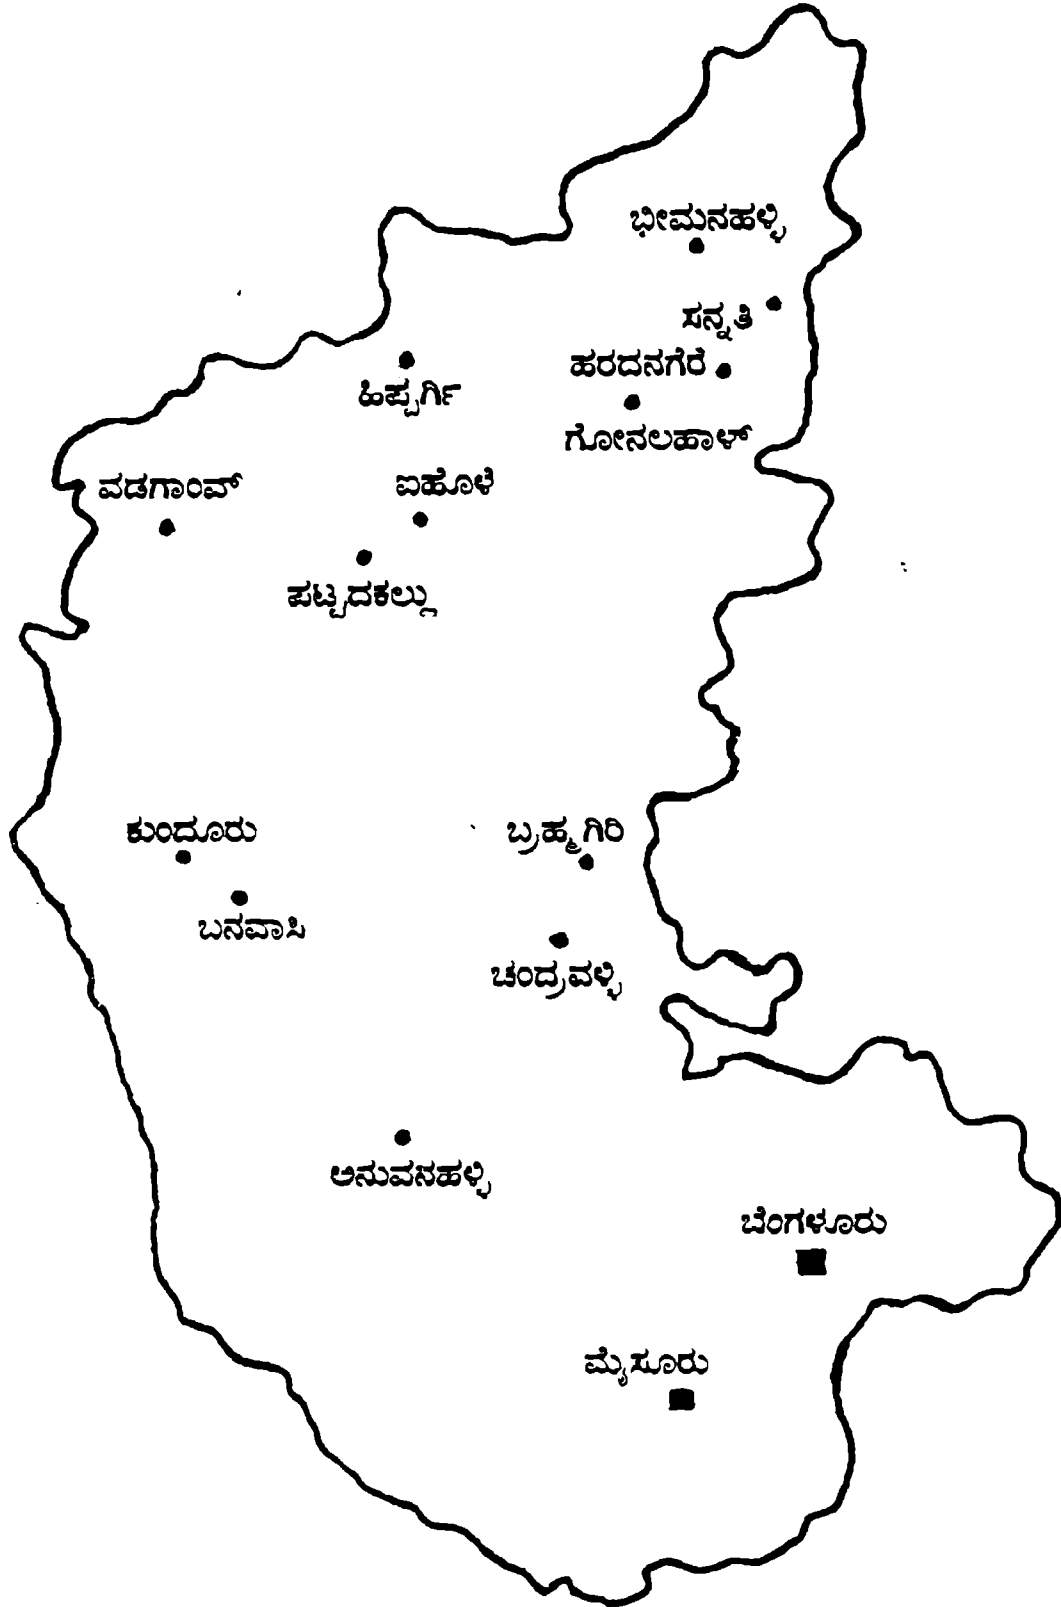 ಭೀಮನಹಳ್ಳಿ
ಸನ್ನತಿ
ಹರದನಗೆರೆ
ಹಿಪ್ಪರ್ಗಿ
ಗೋನಲಹಾಳ್
ವಡಗಾಂವ್
ಐಹೊಳೆ
ಪಟ್ಟದಕಲ್ಲು
ಕುಂದೂರು
ಬ್ರಹ್ಮಗಿರಿ
ಬನವಾಸಿ
ಚಂದ್ರವಳ್ಳಿ
ಅನುವನಹಳ್ಳಿ
ಬೆಂಗಳೂರು
ಮೈಸೂರು